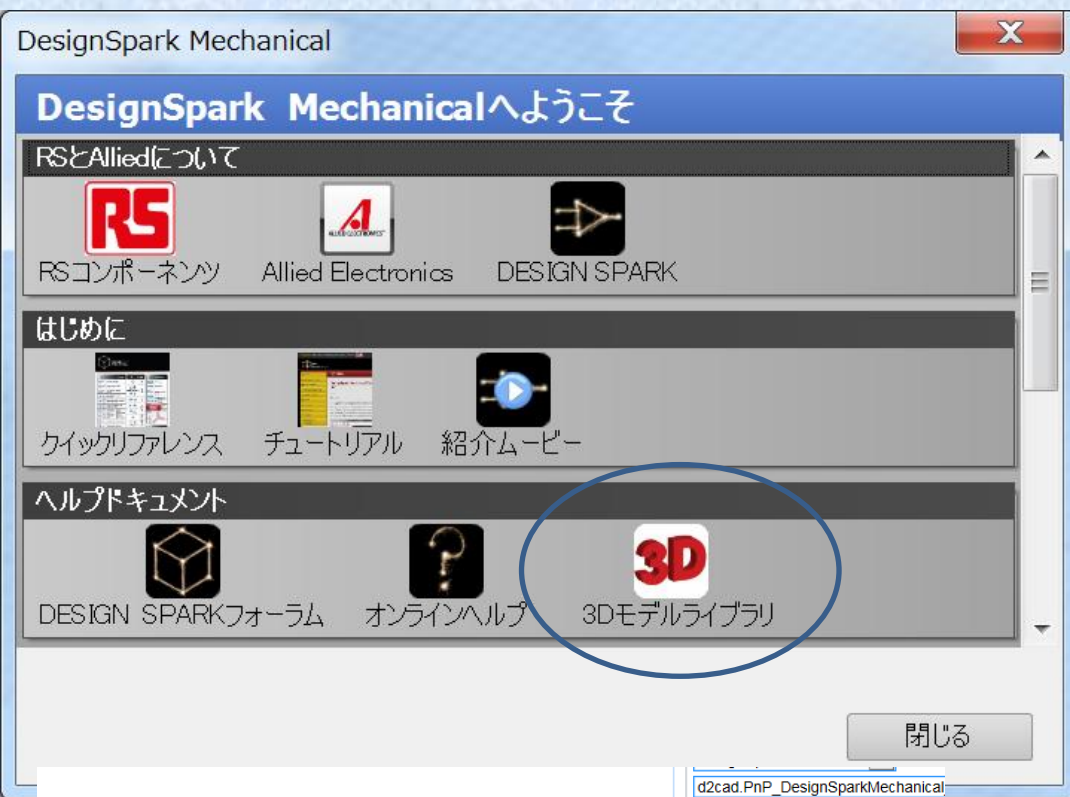 DesignSpark Mechanical
X
DesignSpark Mechanicalへようこそ
RSとAlliedについて
RS
A
RSコンポーネンツ Allied Electronics DESIGN SPARK
はじめに
クイックリファレンス チュートリアル 紹介ムービー
ヘルプドキュメント
?
3D
DESIGN SPARKフォーラム オンラインヘルプ 3Dモデルライブラリ
閉じる
d2cad.PnP_DesignSparkMechanical